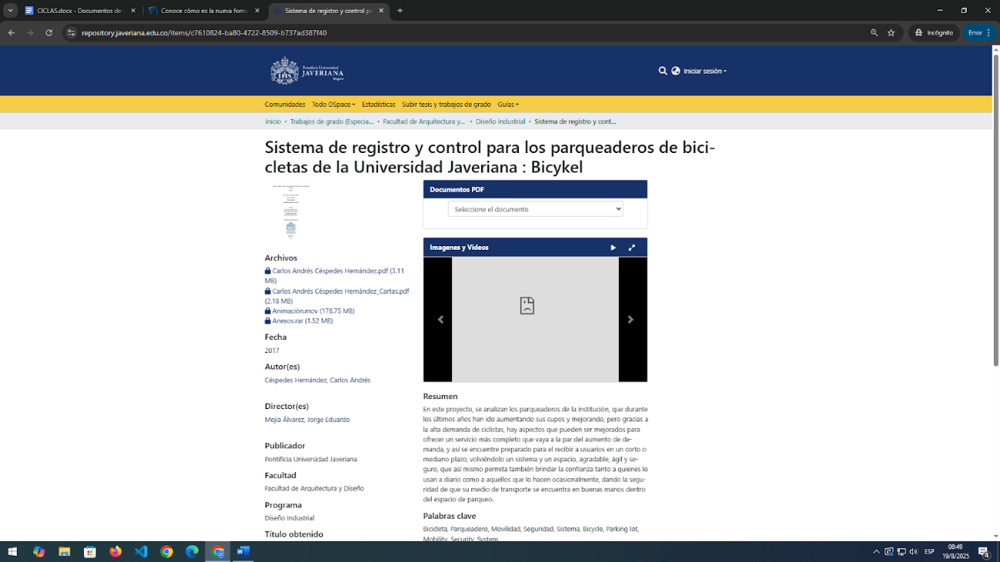 CICLAS.docx - Documentos de
Conoce cómo es la nueva form
Sistema de registro y control pa
repository.javeriana.edu.co/items/c7610824-ba80-4722-8509-b737ad387f40
Incógnito
Error
Pontificia Universidad
JAVERIANA
Bogotá
Iniciar sesión
Comunidades
Todo DSpace
Estadísticas
Subir tesis y trabajos de grado
Guías
Inicio • Trabajos de grado (Especia... • Facultad de Arquitectura y... • Diseño Industrial • Sistema de registro y cont...
Sistema de registro y control para los parqueaderos de bici-
cletas de la Universidad Javeriana : Bicykel
Archivos
Carlos Andrés Céspedes Hernández.pdf (3.11
MB)
Carlos Andrés Céspedes Hernández_Cartas.pdf
(2.18 MB)
Animación.mov (178.75 MB)
Anexos.rar (1.52 MB)
Fecha
2017
Autor(es)
Céspedes Hernández, Carlos Andrés
Director(es)
Mejía Álvarez, Jorge Eduardo
Publicador
Pontificia Universidad Javeriana
Facultad
Facultad de Arquitectura y Diseño
Programa
Diseño Industrial
Título obtenido
Documentos PDF
Seleccione el documento
Imagenes y Videos
Resumen
En este proyecto, se analizan los parqueaderos de la institución, que durante
los últimos años han ido aumentando sus cupos y mejorando, pero gracias a
la alta demanda de ciclistas, hay aspectos que pueden ser mejorados para
ofrecer un servicio más completo que vaya a la par del aumento de de-
manda, y así se encuentre preparado para el recibir a usuarios en un corto o
mediano plazo, volviéndolo un sistema y un espacio, agradable, ágil y se-
guro, que así mismo permita también brindar la confianza tanto a quienes lo
usan a diario como a aquellos que lo hacen ocasionalmente, dando la segu-
ridad de que su medio de transporte se encuentra en buenas manos dentro
del espacio de parqueo.
Palabras clave
Bicicleta, Parqueadero, Movilidad, Seguridad, Sistema, Bicycle, Parking lot,
Mobility, Security, System
ESP
08:49
19/8/2025
4